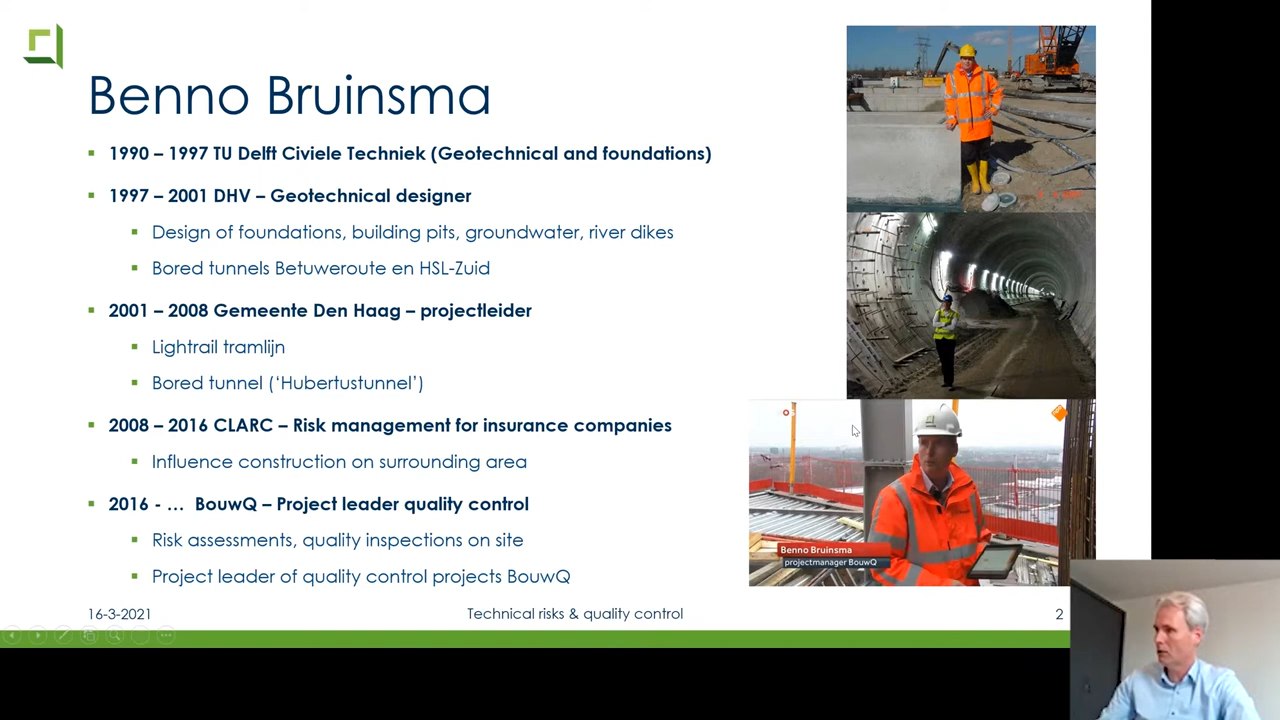 Benno Bruinsma
▪ 1990 – 1997 TU Delft Civiele Techniek (Geotechnical and foundations)
▪ 1997 – 2001 DHV – Geotechnical designer
▪ Design of foundations, building pits, groundwater, river dikes
▪ Bored tunnels Betuweroute en HSL-Zuid
▪ 2001 – 2008 Gemeente Den Haag – projectleider
▪ Lightrail tramlijn
▪ Bored tunnel (‘Hubertustunnel’)
▪ 2008 – 2016 CLARC – Risk management for insurance companies
▪ Influence construction on surrounding area
▪ 2016 - … BouwQ – Project leader quality control
▪ Risk assessments, quality inspections on site
▪ Project leader of quality control projects BouwQ
Benno Bruinsma
projectmanager BouwQ
16-3-2021 Technical risks & quality control 2